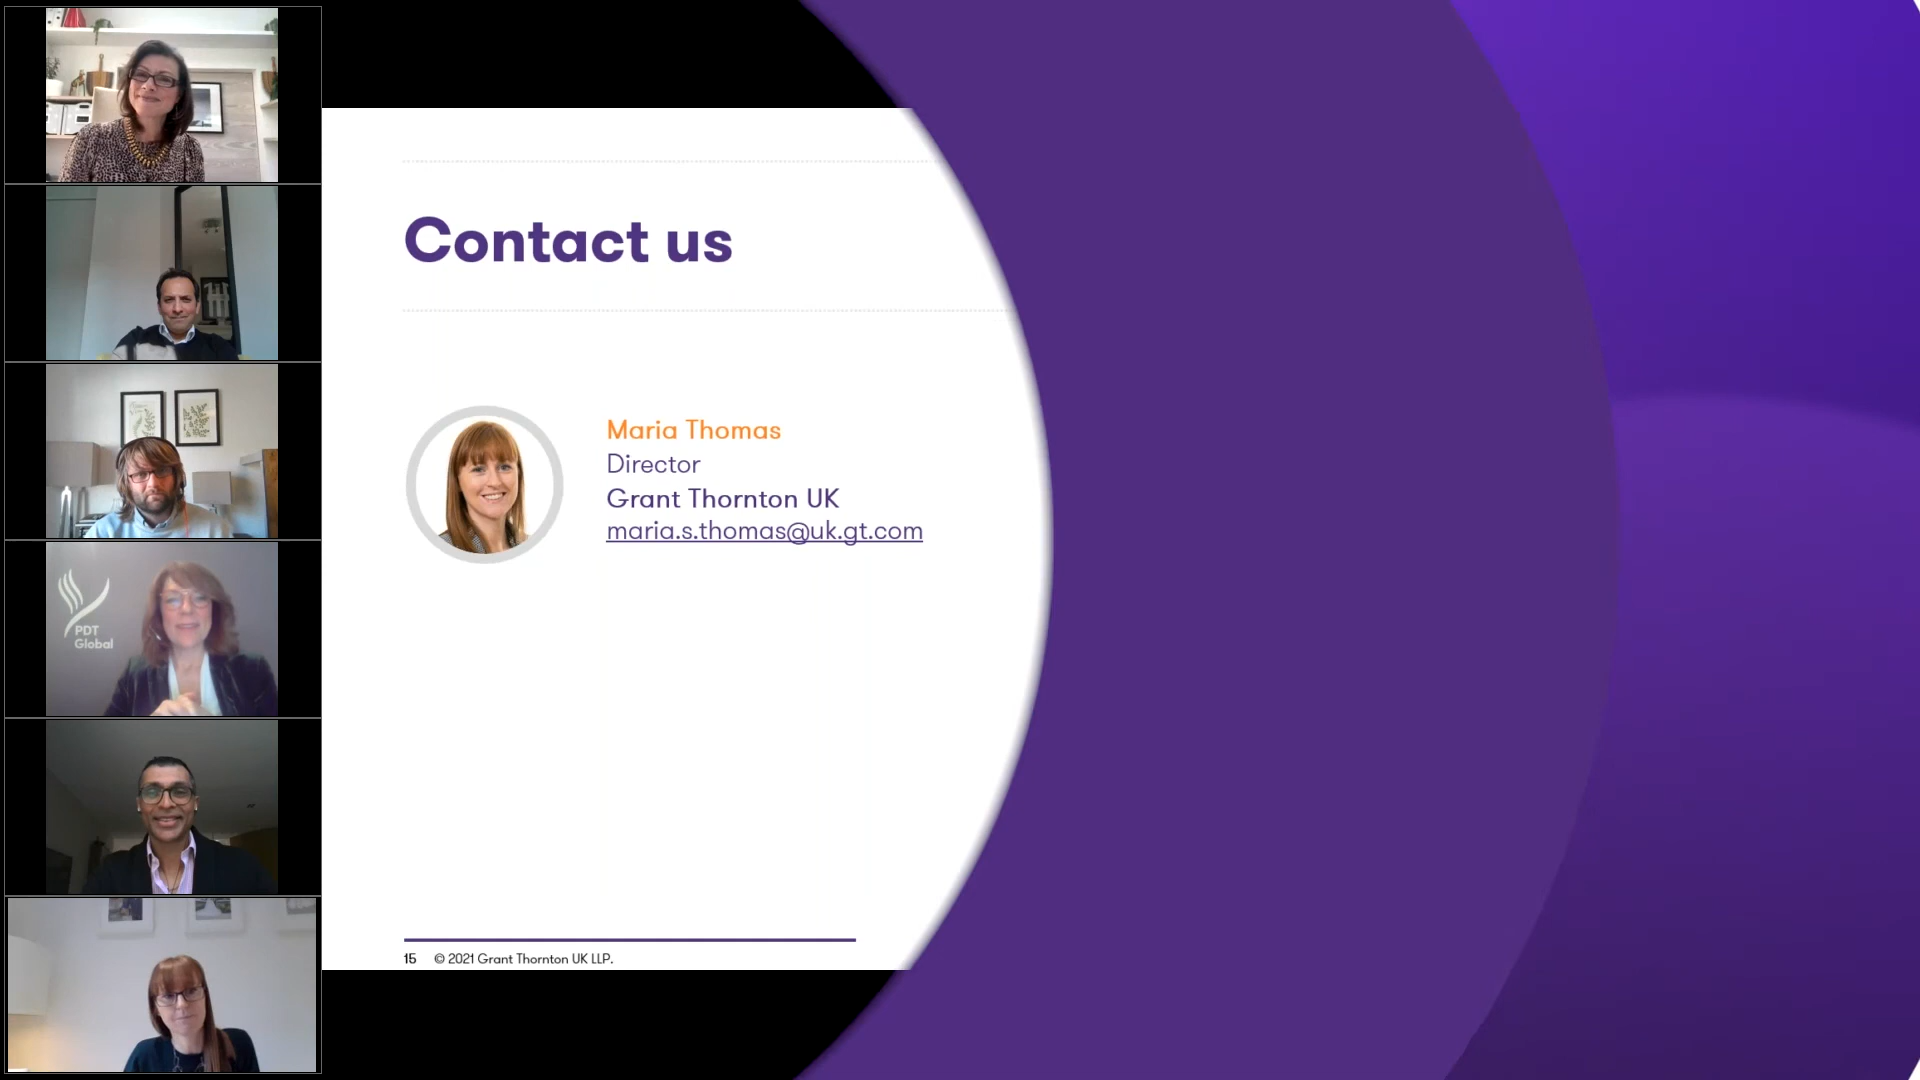 PDT
Global
Contact us
Maria Thomas
Director
Grant Thornton UK
maria.s.thomas@uk.gt.com
15 © 2021 Grant Thornton UK LLP.